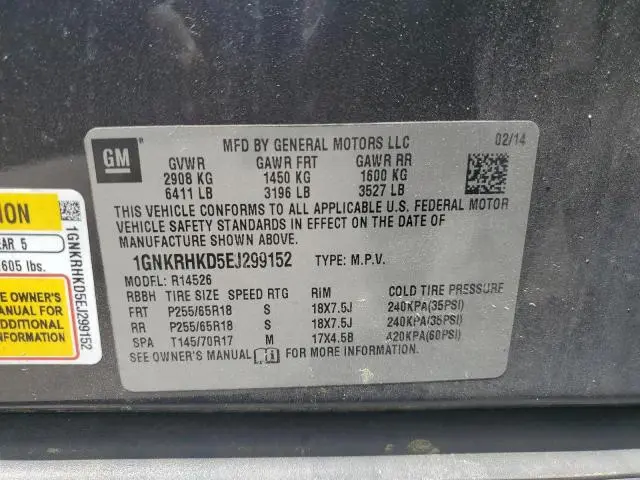 GM
MFD BY GENERAL MOTORS LLC 02/14
GVWR GAWR FRT GAWR RR
2908 KG 1450 KG 1600 KG
6411 LB 3196 LB 3527 LB
THIS VEHICLE CONFORMS TO ALL APPLICABLE U.S. FEDERAL MOTOR
VEHICLE SAFETY STANDARDS IN EFFECT ON THE DATE OF
MANUFACTURE SHOWN ABOVE.
1GNKRHKD5EJ299152 TYPE: M.P.V.
MODEL: R14526
RBBH TIRE SIZE SPEED RTG RIM COLD TIRE PRESSURE
FRT P255/65R18 S 18X7.5J 240KPA(35PSI)
RR P255/65R18 S 18X7.5J 240KPA(35PSI)
SPA T145/70R17 M 17X4.5B 420KPA(60PSI)
SEE OWNER'S MANUAL FOR MORE INFORMATION.
ION
EAR 5
605 lbs.
E OWNER'S
UAL FOR
ADDITIONAL
FORMATION
1GNKRHKD5EJ299152